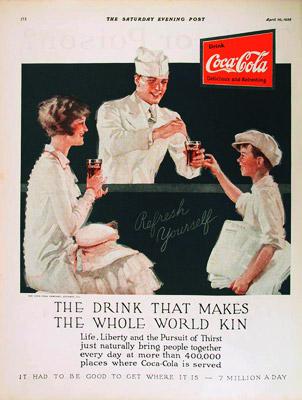 THE SATURDAY EVENING POST
Drink
Coca-Cola
Delicious and Refreshing
Refresh
Yourself
THE DRINK THAT MAKES
THE WHOLE WORLD KIN
Life, Liberty and the Pursuit of Thirst
just naturally bring people together
every day at more than 400,000
places where Coca-Cola is served
IT HAD TO BE GOOD TO GET WHERE IT IS — 7 MILLION A DAY